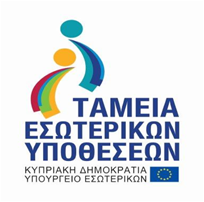 ΤΑΜΕΙΑ
ΕΣΩΤΕΡΙΚΩΝ
ΥΠΟΘΕΣΕΩΝ
ΚΥΠΡΙΑΚΗ ΔΗΜΟΚΡΑΤΙΑ
ΥΠΟΥΡΓΕΙΟ ΕΣΩΤΕΡΙΚΩΝ